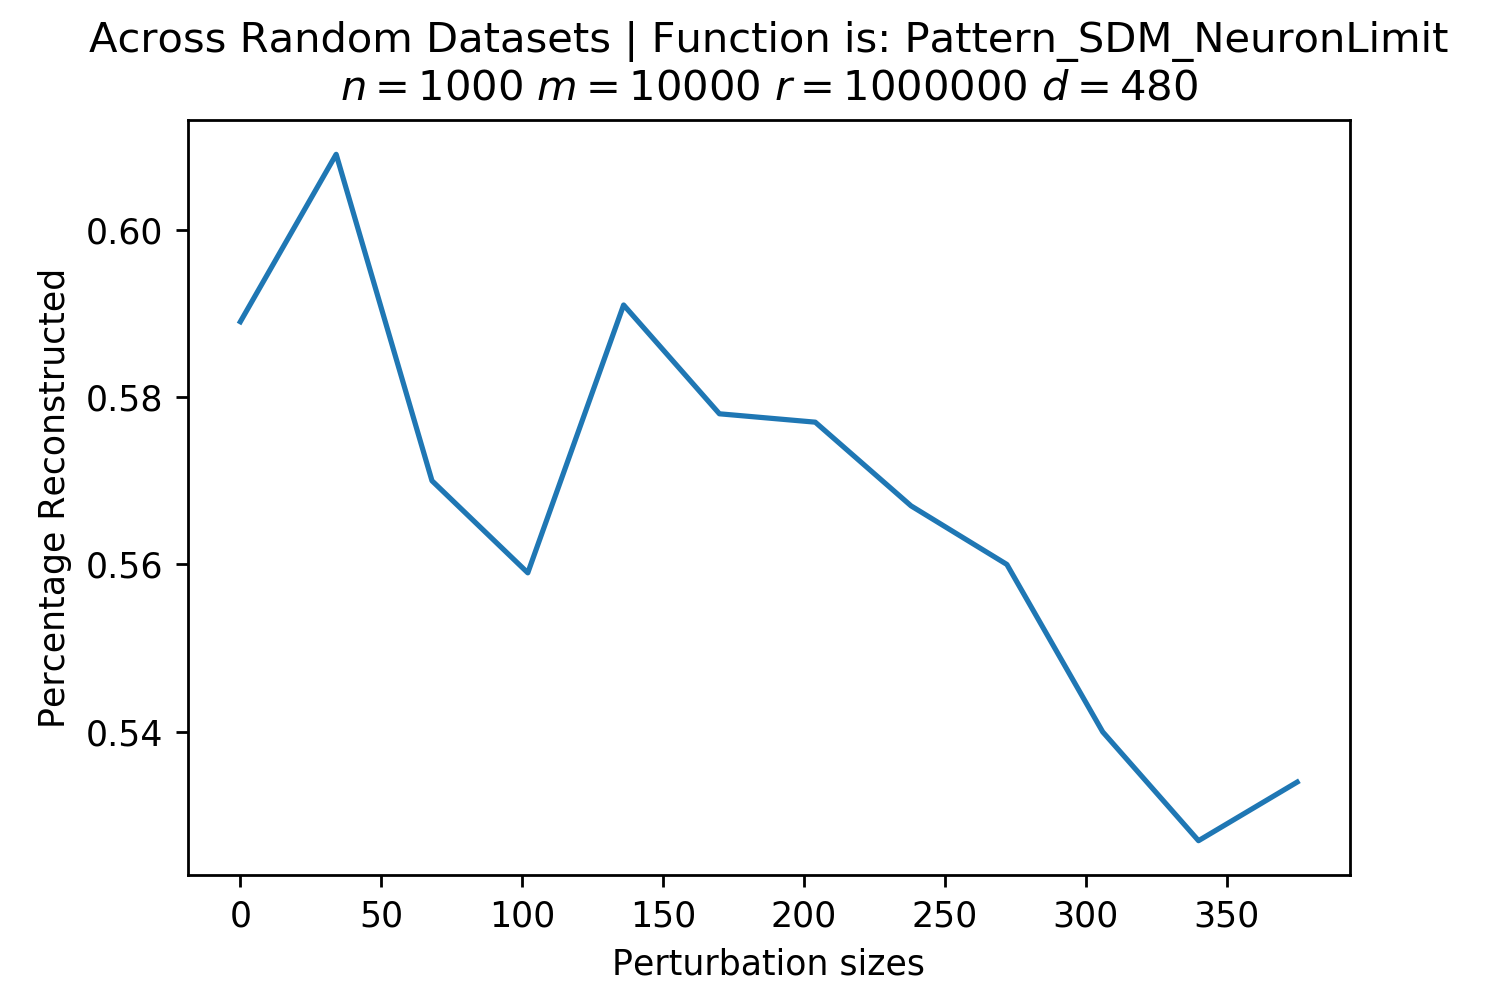 Across Random Datasets | Function is: Pattern_SDM_NeuronLimit
n = 1000 m = 10000 r = 1000000 d = 480
Percentage Reconstructed
0.60
0.58
0.56
0.54
0 50 100 150 200 250 300 350
Perturbation sizes